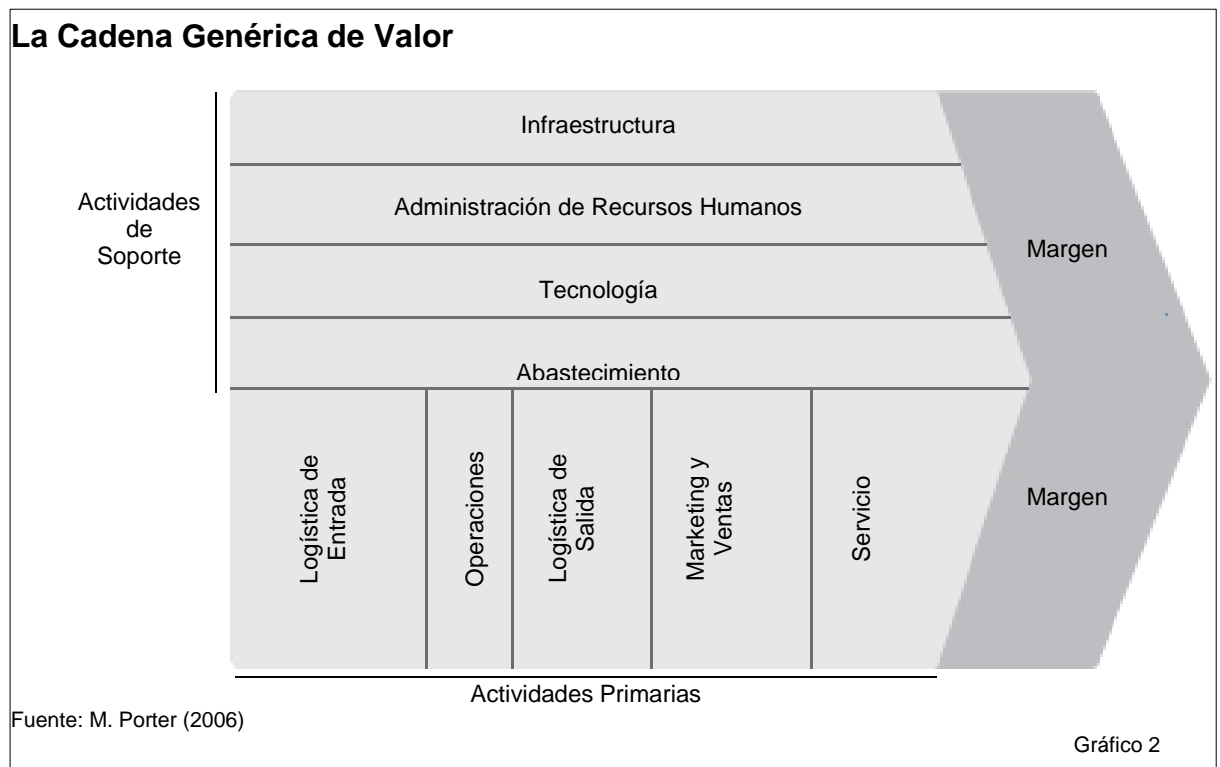 La Cadena Genérica de Valor
Actividades
de
Soporte
Infraestructura
Administración de Recursos Humanos
Tecnología
Abastecimiento
Margen
Logística de
Entrada
Operaciones
Logística de
Salida
Marketing y
Ventas
Servicio
Margen
Actividades Primarias
Fuente: M. Porter (2006)
Gráfico 2